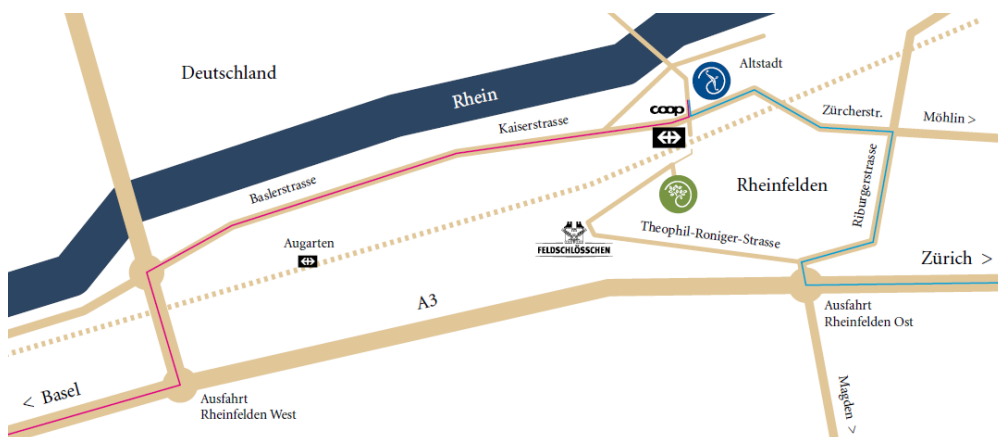 Deutschland
Rhein
Altstadt
coop
Kaiserstrasse
Zürcherstr.
Möhlin >
Baslerstrasse
Riburgerstrasse
Rheinfelden
Augarten
FELDSCHLÖSSCHEN
Theophil-Roniger-Strasse
Zürich >
A3
Ausfahrt
Rheinfelden Ost
< Basel
Ausfahrt
Rheinfelden West
Magden >